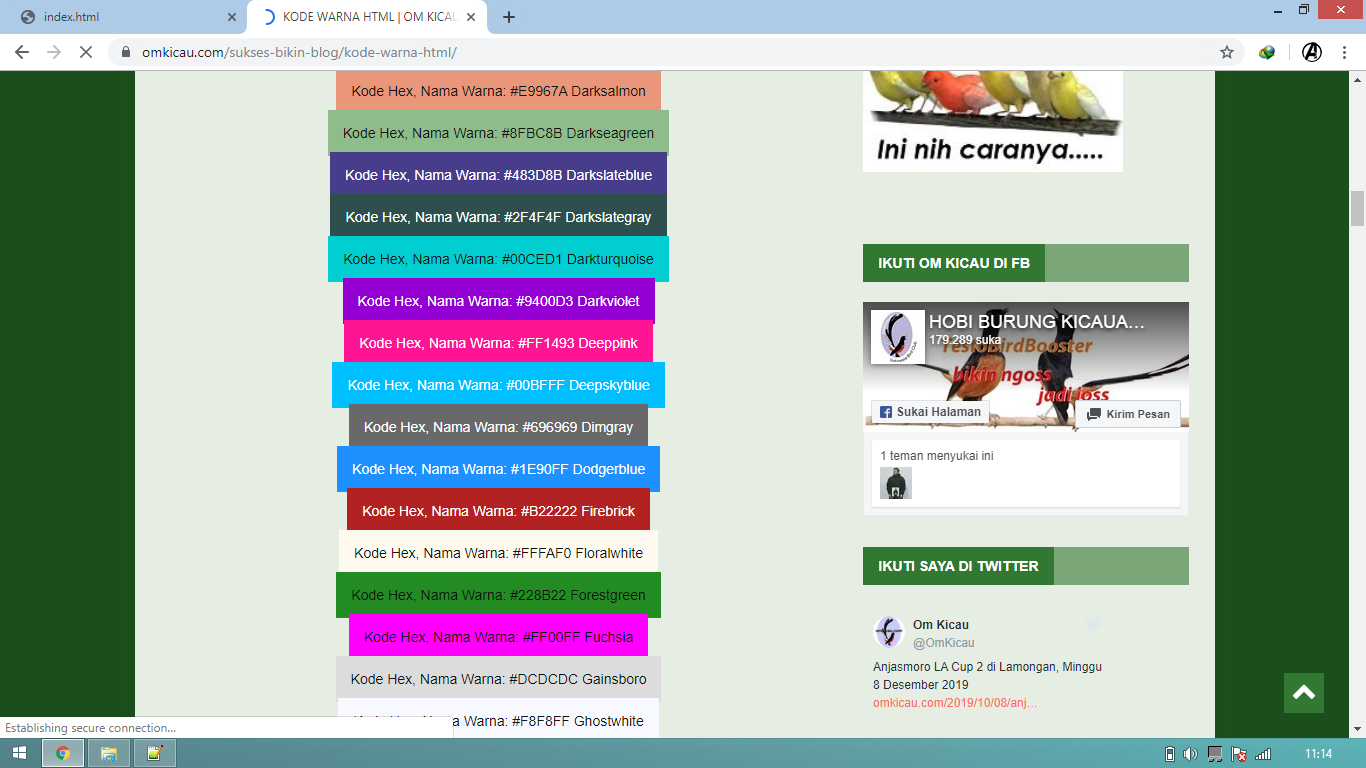 index.html
KODE WARNA HTML | OM KICAU
omkicau.com/sukses-bikin-blog/kode-warna-html/
Kode Hex, Nama Warna: #E9967A Darksalmon
Kode Hex, Nama Warna: #8FBC8B Darkseagreen
Kode Hex, Nama Warna: #483D8B Darkslateblue
Kode Hex, Nama Warna: #2F4F4F Darkslategray
Kode Hex, Nama Warna: #00CED1 Darkturquoise
Kode Hex, Nama Warna: #9400D3 Darkviolet
Kode Hex, Nama Warna: #FF1493 Deeppink
Kode Hex, Nama Warna: #00BFFF Deepskyblue
Kode Hex, Nama Warna: #696969 Dimgray
Kode Hex, Nama Warna: #1E90FF Dodgerblue
Kode Hex, Nama Warna: #B22222 Firebrick
Kode Hex, Nama Warna: #FFFAF0 Floralwhite
Kode Hex, Nama Warna: #228B22 Forestgreen
Kode Hex, Nama Warna: #FF00FF Fuchsia
Kode Hex, Nama Warna: #DCDCDC Gainsboro
#F8F8FF Ghostwhite
Ini nih caranya.....
IKUTI OM KICAU DI FB
HOBI BURUNG KICAUA...
179.289 suka
BirdBooster
bikin ngoss
jadi joss
Sukai Halaman
Kirim Pesan
1 teman menyukai ini
IKUTI SAYA DI TWITTER
Om Kicau
@OmKicau
Anjasmoro LA Cup 2 di Lamongan, Minggu
8 Desember 2019
omkicau.com/2019/10/08/anj…
Establishing secure connection...
11:14